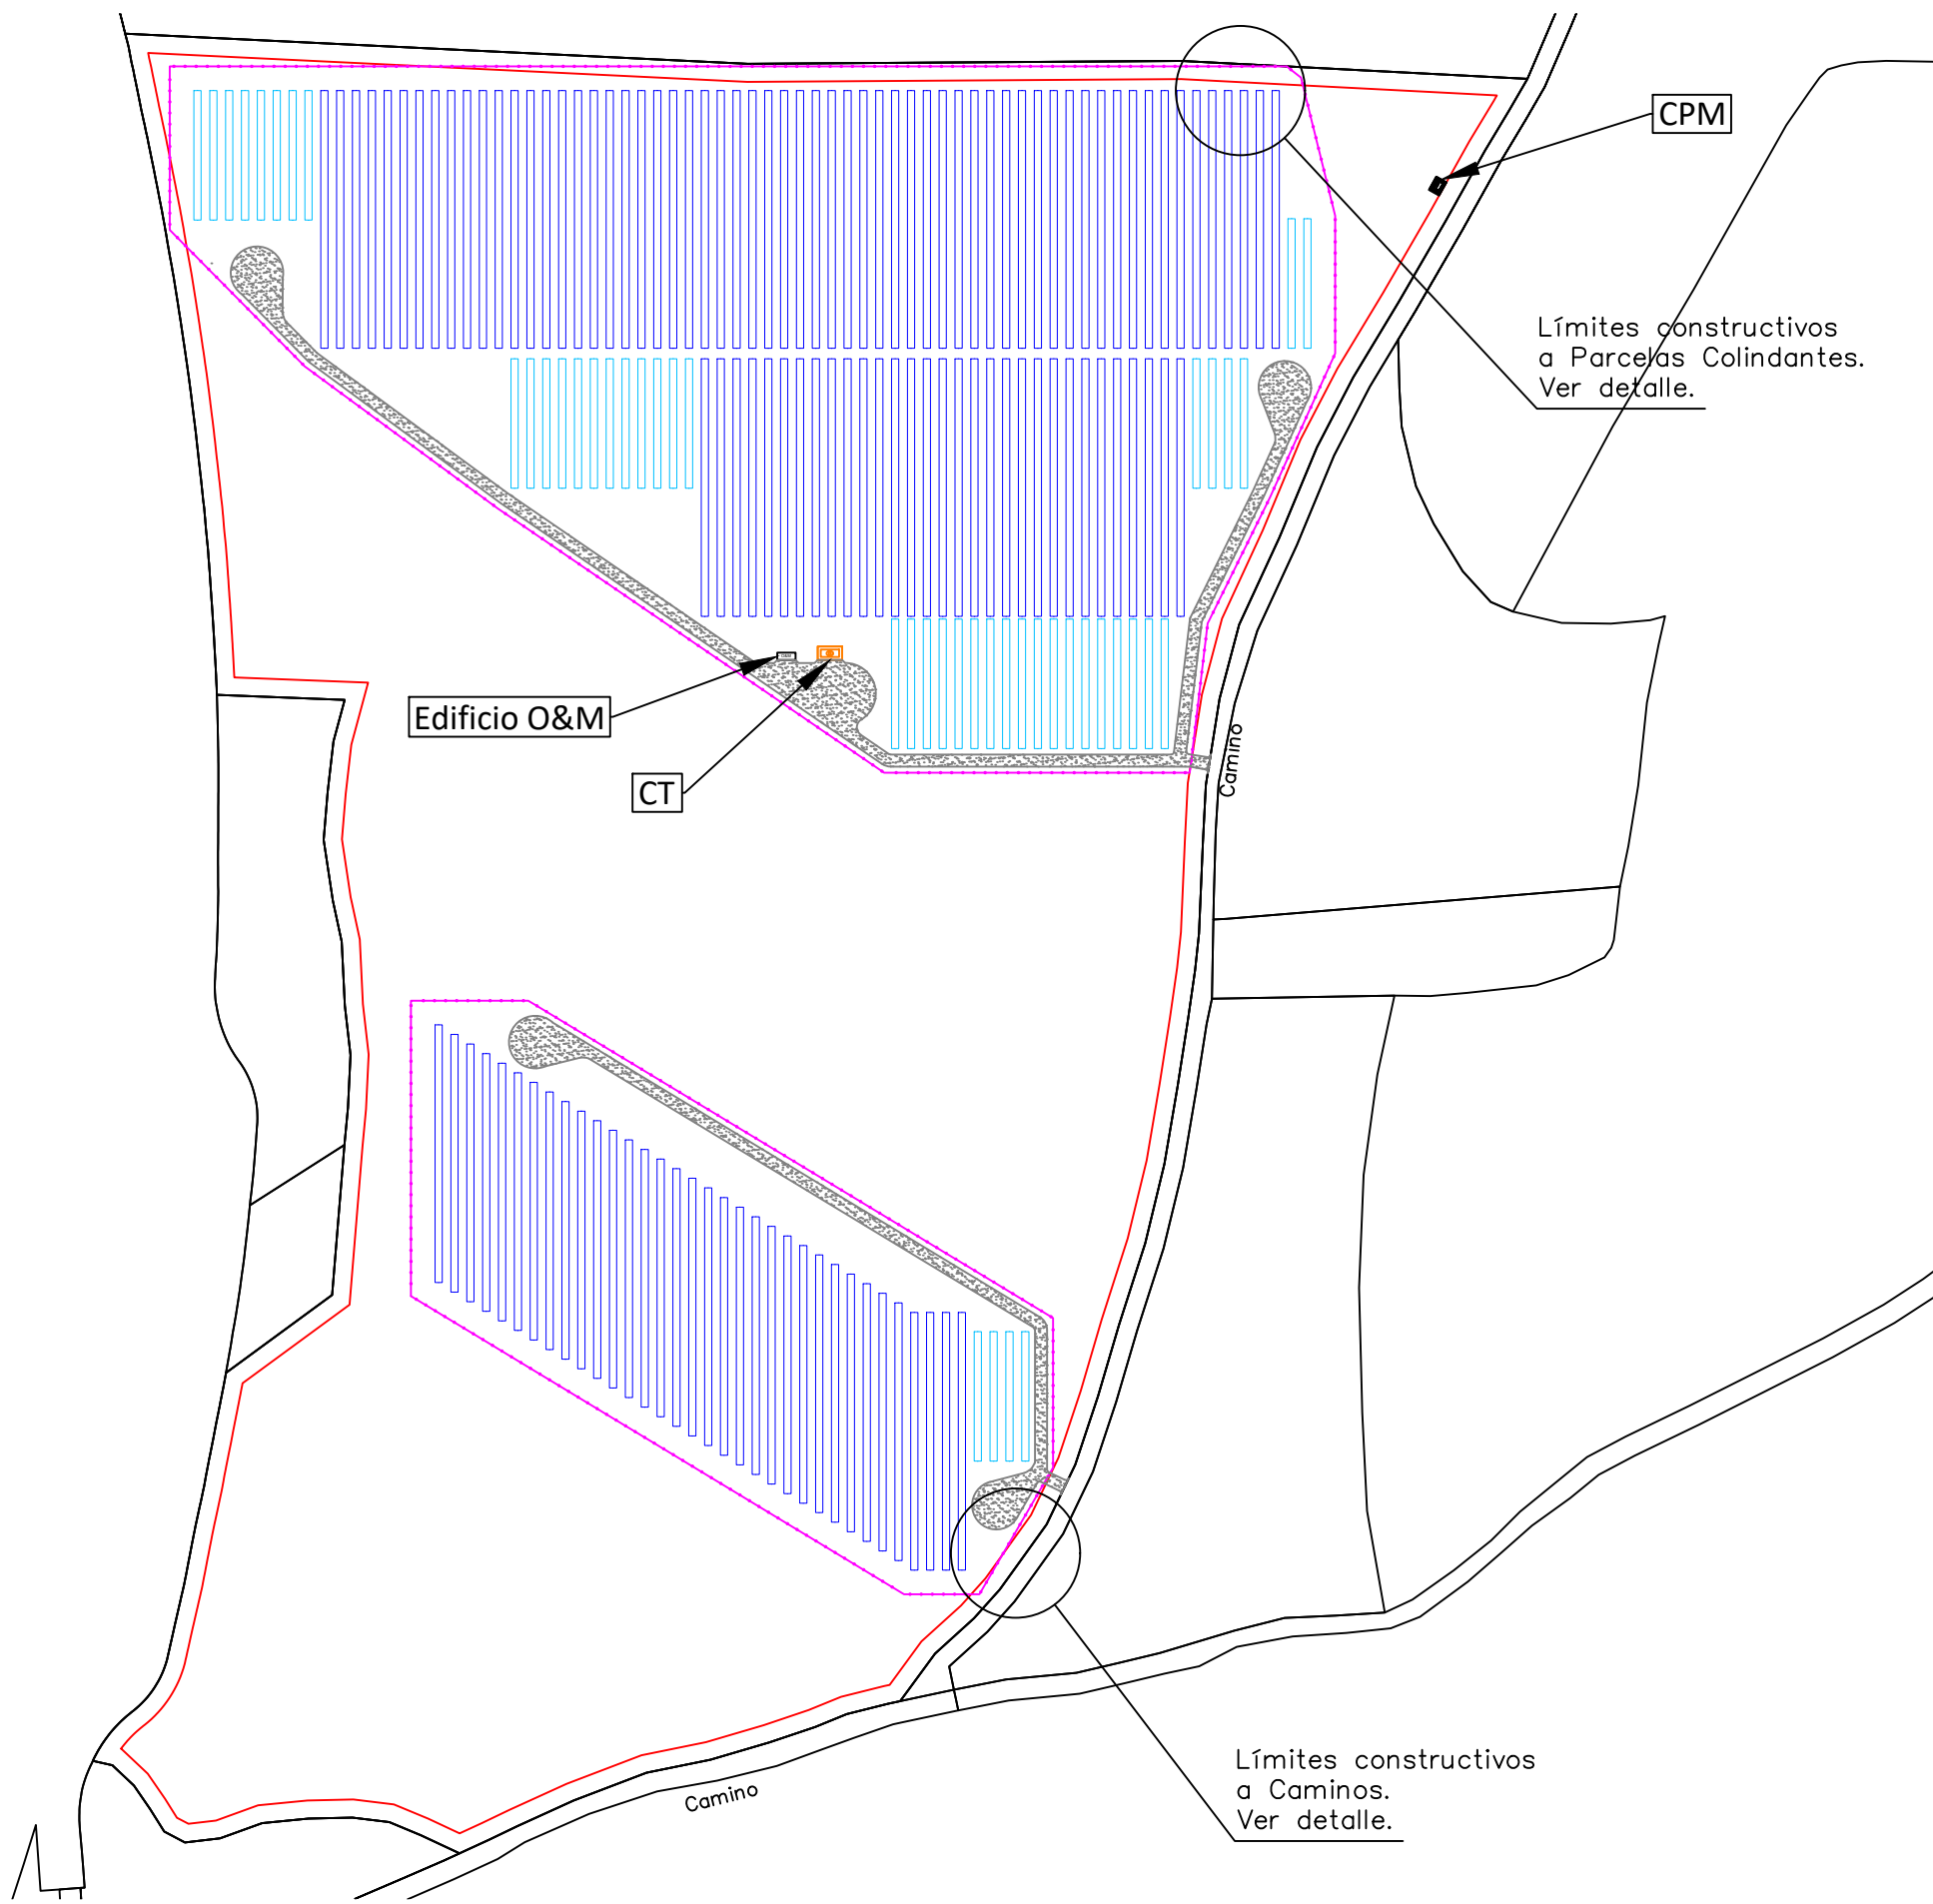 CPM
Límites constructivos
a Parcelas Colindantes.
Ver detalle.
Edificio O&M
CT
Camino
Límites constructivos
a Caminos.
Ver detalle.
Camino